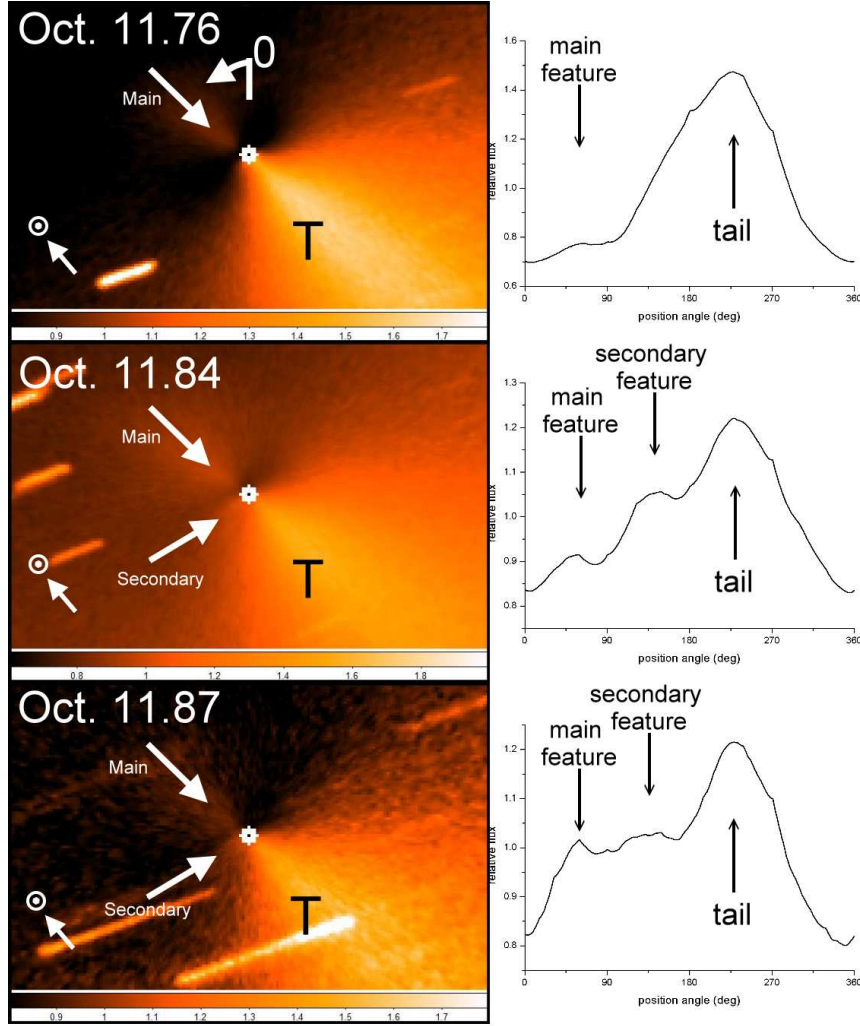 Oct. 11.76
0
Main
T
0.9 1 1.1 1.2 1.3 1.4 1.5 1.6 1.7
main
feature
tail
relative flux
1.6
1.4
1.2
1.0
0.8
0.6
0 90 180 270 360
position angle (deg)
Oct. 11.84
Main
Secondary
T
0.8 1 1.2 1.4 1.6 1.8
secondary
feature
main
feature
tail
relative flux
1.3
1.2
1.1
1.0
0.9
0.8
0 90 180 270 360
position angle (deg)
Oct. 11.87
Main
Secondary
T
0.9 1 1.1 1.2 1.3 1.4 1.5 1.6 1.7
secondary
feature
main
feature
tail
relative flux
1.2
1.1
1.0
0.9
0.8
0 90 180 270 360
position angle (deg)